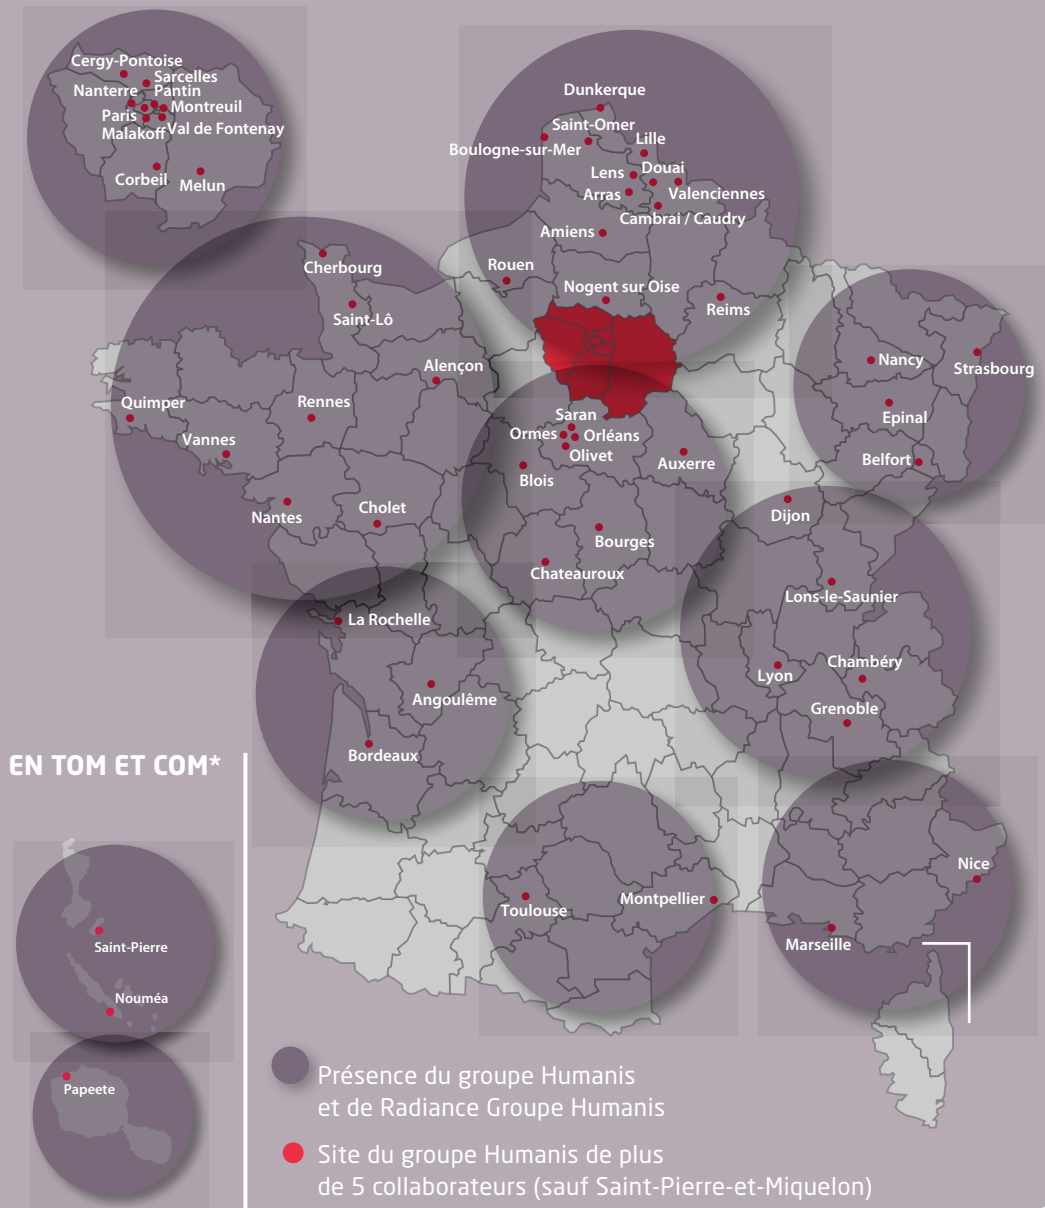 Cergy-Pontoise
Sarcelles
Nanterre
Pantin
Paris
Montreuil
Malakoff
Val de Fontenay
Corbeil
Melun
Dunkerque
Saint-Omer
Boulogne-sur-Mer
Lille
Lens
Douai
Arras
Valenciennes
Cambrai / Caudry
Amiens
Rouen
Nogent sur Oise
Reims
Cherbourg
Saint-Lô
Alençon
Quimper
Rennes
Vannes
Nantes
Cholet
Nancy
Strasbourg
Epinal
Belfort
Saran
Ormes
Orléans
Olivet
Blois
Auxerre
Bourges
Chateauroux
Dijon
Lons-le-Saunier
Lyon
Chambéry
Grenoble
La Rochelle
Angoulême
Bordeaux
Toulouse
Montpellier
Nice
Marseille
EN TOM ET COM*
Saint-Pierre
Nouméa
Papeete
Présence du groupe Humanis
et de Radiance Groupe Humanis
Site du groupe Humanis de plus
de 5 collaborateurs (sauf Saint-Pierre-et-Miquelon)